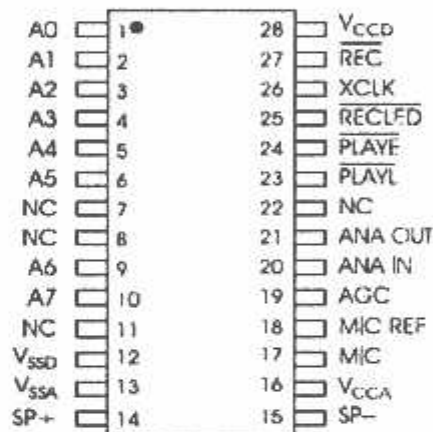 A0 1 28 VCCD
A1 2 27 REC
A2 3 26 XCLK
A3 4 25 RECLED
A4 5 24 PLAYE
A5 6 23 PLAYL
NC 7 22 NC
NC 8 21 ANA OUT
A6 9 20 ANA IN
A7 10 19 AGC
NC 11 18 MIC REF
VSSD 12 17 MIC
VSSA 13 16 VCCA
SP+ 14 15 SP−